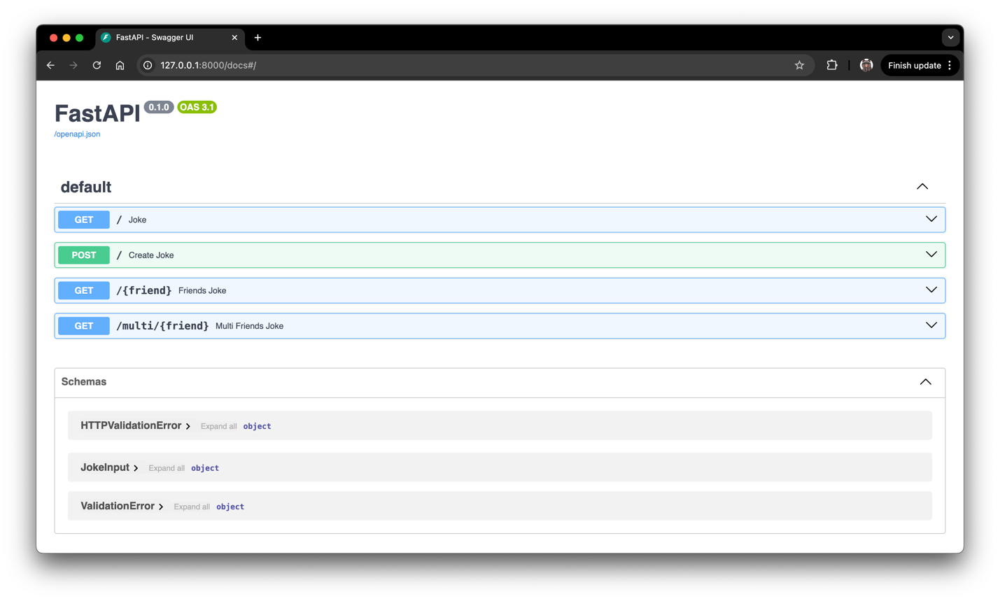 FastAPI - Swagger UI
127.0.0.1:8000/docs#/
Finish update
FastAPI 0.1.0 OAS 3.1
/openapi.json
default
GET / Joke
POST / Create Joke
GET /{friend} Friends Joke
GET /multi/{friend} Multi Friends Joke
Schemas
HTTPValidationError Expand all object
JokeInput Expand all object
ValidationError Expand all object